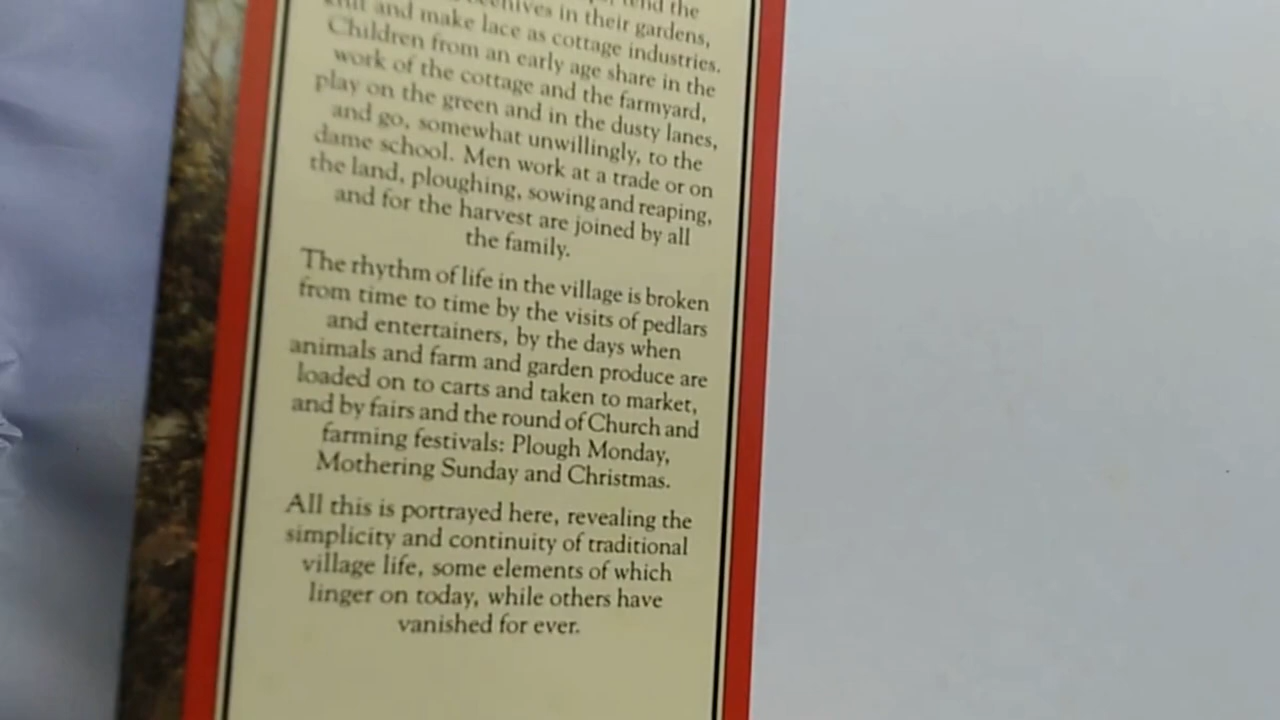 tend the
beehives in their gardens,
knit and make lace as cottage industries.
Children from an early age share in the
work of the cottage and the farmyard,
play on the green and in the dusty lanes,
and go, somewhat unwillingly, to the
dame school. Men work at a trade or on
the land, ploughing, sowing and reaping,
and for the harvest are joined by all
the family.
The rhythm of life in the village is broken
from time to time by the visits of pedlars
and entertainers, by the days when
animals and farm and garden produce are
loaded on to carts and taken to market,
and by fairs and the round of Church and
farming festivals: Plough Monday,
Mothering Sunday and Christmas.
All this is portrayed here, revealing the
simplicity and continuity of traditional
village life, some elements of which
linger on today, while others have
vanished for ever.